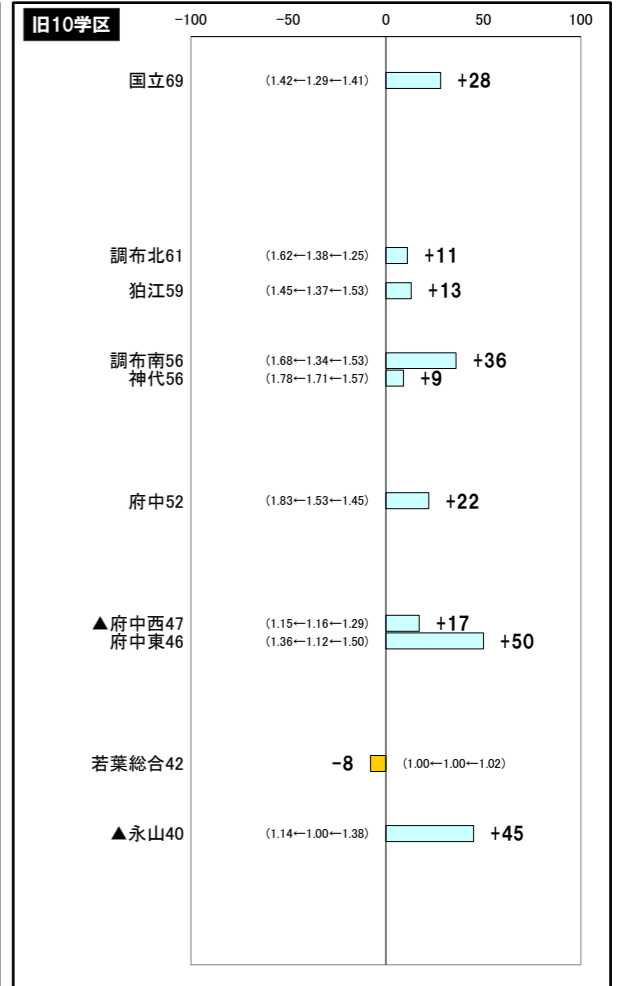 旧10学区
-100 -50 0 50 100
国立69 (1.42←1.29←1.41) +28
調布北61 (1.62←1.38←1.25) +11
狛江59 (1.45←1.37←1.53) +13
調布南56 (1.68←1.34←1.53) +36
神代56 (1.78←1.71←1.57) +9
府中52 (1.83←1.53←1.45) +22
▲府中西47 (1.15←1.16←1.29) +17
府中東46 (1.36←1.12←1.50) +50
若葉総合42 -8 (1.00←1.00←1.02)
▲永山40 (1.14←1.00←1.38) +45